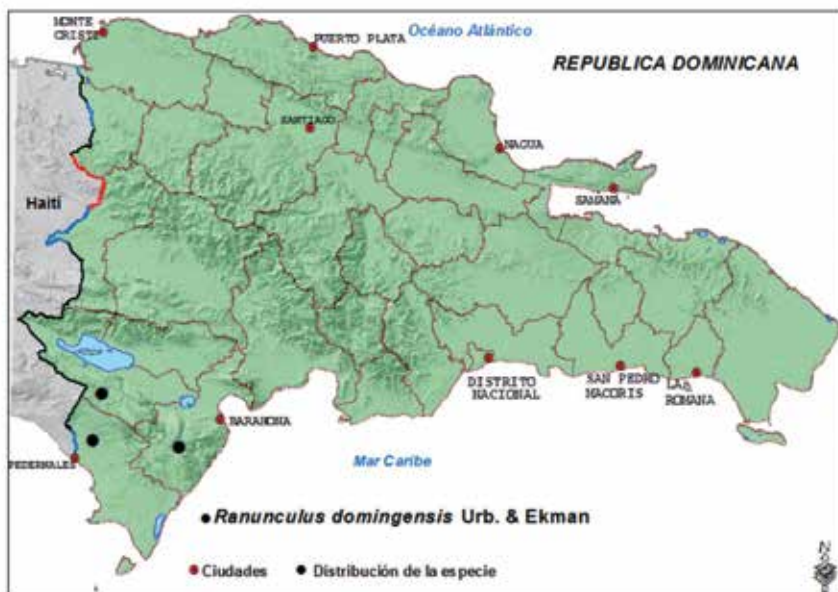 MONTE
CRISTI
PUERTO PLATA
Océano Atlántico
REPUBLICA DOMINICANA
SANTIAGO
NAGUA
SAMANA
Haiti
DISTRITO
NACIONAL
SAN PEDRO
MACORIS
LA
ROMANA
BARAHONA
PEDERNALES
Mar Caribe
Ranunculus domingensis Urb. & Ekman
Ciudades
Distribución de la especie